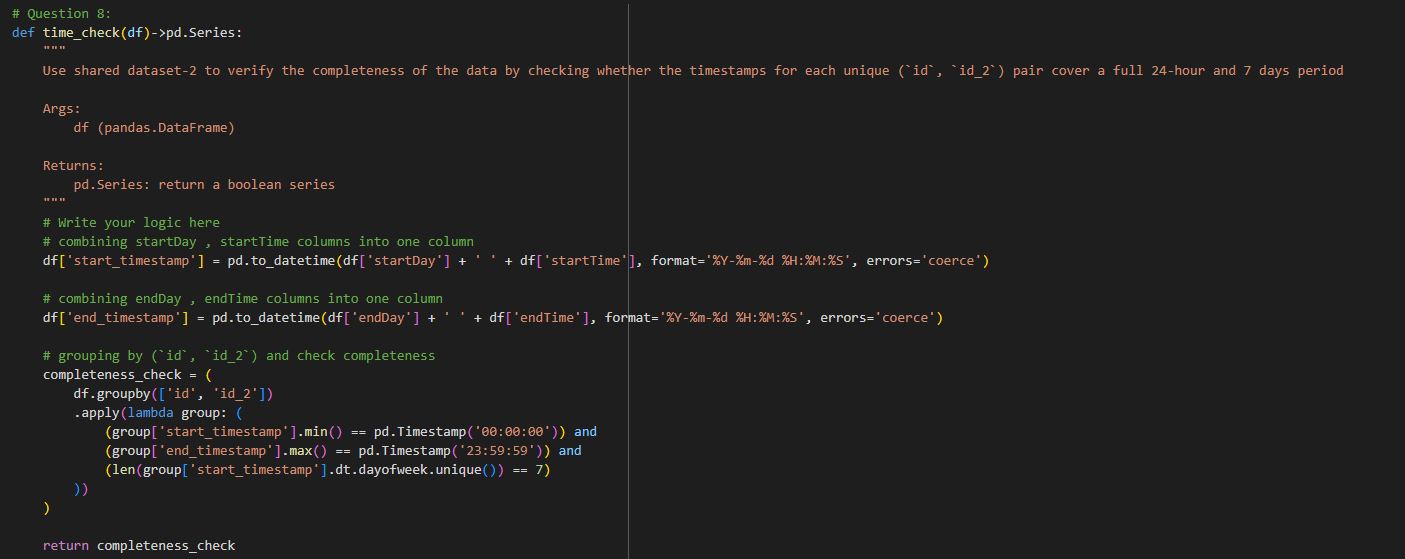 # Question 8:
def time_check(df)->pd.Series:
    """
    Use shared dataset-2 to verify the completeness of the data by checking whether the timestamps for each unique (`id`, `id_2`) pair cover a full 24-hour and 7 days period

    Args:
        df (pandas.DataFrame)

    Returns:
        pd.Series: return a boolean series
    """
    # Write your logic here
    # combining startDay , startTime columns into one column
    df['start_timestamp'] = pd.to_datetime(df['startDay'] + ' ' + df['startTime'], format='%Y-%m-%d %H:%M:%S', errors='coerce')

    # combining endDay , endTime columns into one column
    df['end_timestamp'] = pd.to_datetime(df['endDay'] + ' ' + df['endTime'], format='%Y-%m-%d %H:%M:%S', errors='coerce')

    # grouping by (`id`, `id_2`) and check completeness
    completeness_check = (
        df.groupby(['id', 'id_2'])
        .apply(lambda group: (
            (group['start_timestamp'].min() == pd.Timestamp('00:00:00')) and
            (group['end_timestamp'].max() == pd.Timestamp('23:59:59')) and
            (len(group['start_timestamp'].dt.dayofweek.unique()) == 7)
        ))
    )

    return completeness_check